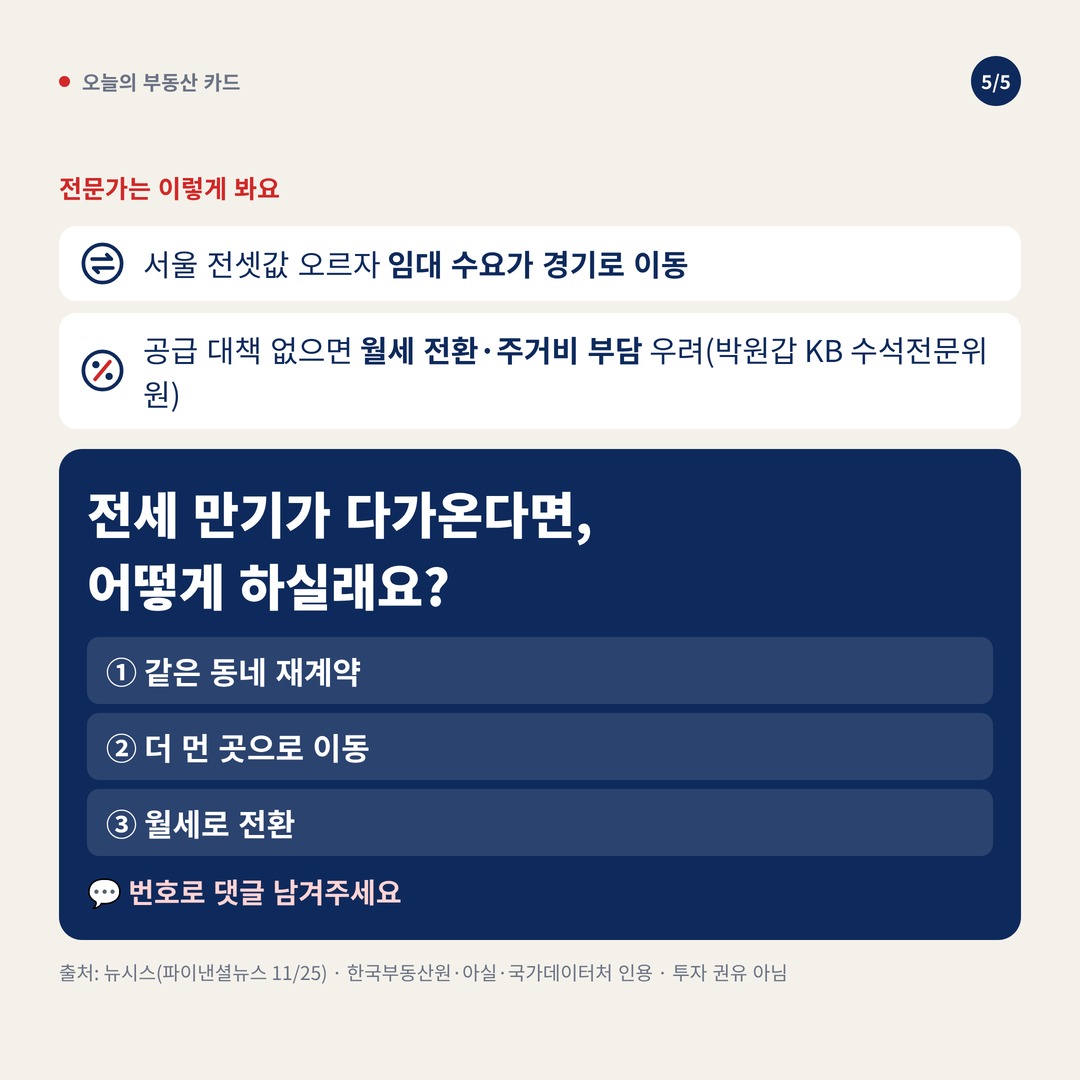 오늘의 부동산 카드
5/5
전문가는 이렇게 봐요
서울 전셋값 오르자 임대 수요가 경기로 이동
공급 대책 없으면 월세 전환·주거비 부담 우려(박원갑 KB 수석전문위
원)
전세 만기가 다가온다면,
어떻게 하실래요?
① 같은 동네 재계약
② 더 먼 곳으로 이동
③ 월세로 전환
💬 번호로 댓글 남겨주세요
출처: 뉴시스(파이낸셜뉴스 11/25) · 한국부동산원·아실·국가데이터처 인용 · 투자 권유 아님